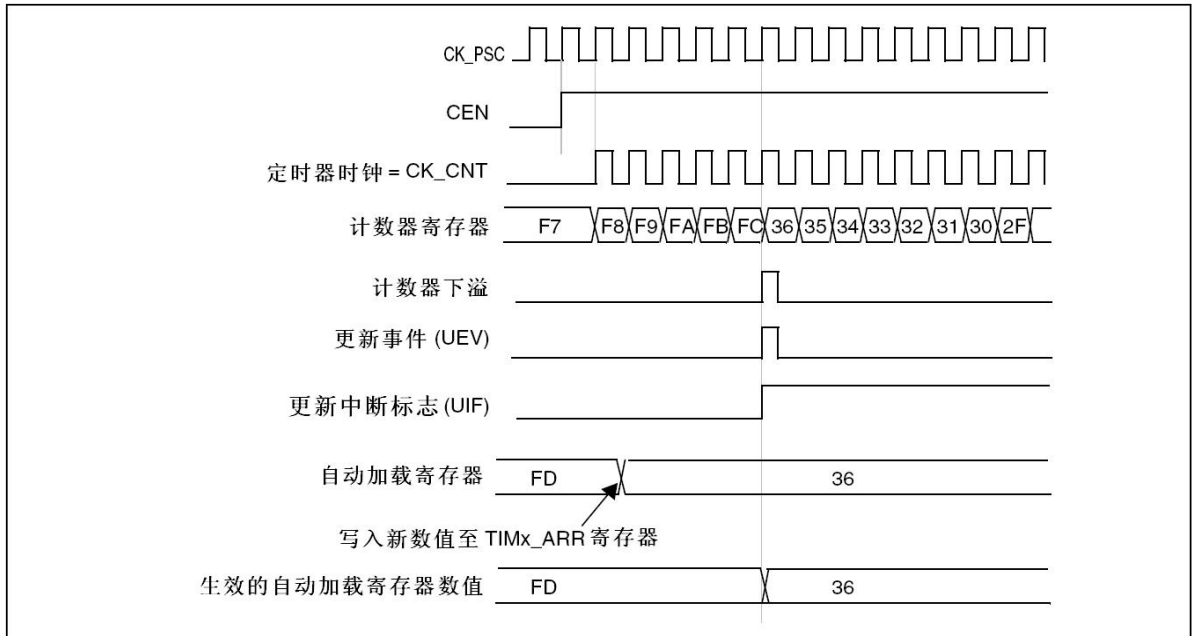 CK_PSC
CEN
定时器时钟 = CK_CNT
计数器寄存器 F7 F8 F9 FA FB FC 36 35 34 33 32 31 30 2F
计数器下溢
更新事件 (UEV)
更新中断标志 (UIF)
自动加载寄存器 FD 36
写入新数值至 TIMx_ARR 寄存器
生效的自动加载寄存器数值 FD 36